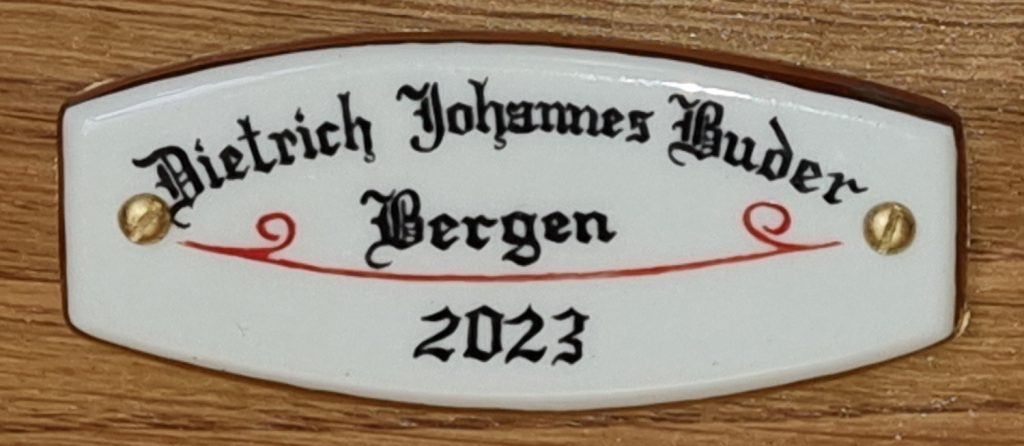 Dietrich Johannes Buder
Bergen
2023